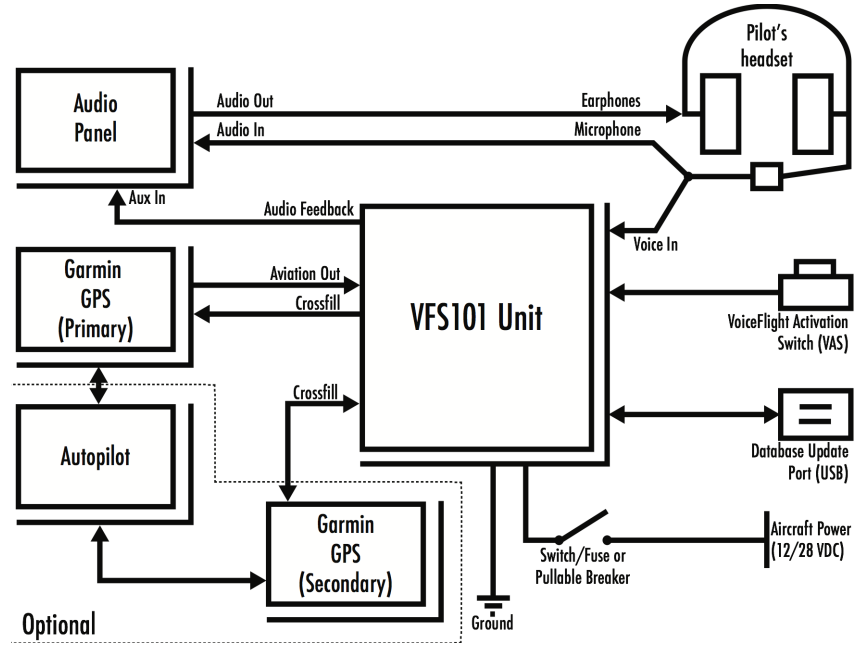 Pilot's
headset
Audio
Panel
Audio Out
Earphones
Audio In
Microphone
Aux In
Audio Feedback
Voice In
Garmin
GPS
(Primary)
Aviation Out
Crossfill
VFS101 Unit
VoiceFlight Activation
Switch (VAS)
Crossfill
Autopilot
Database Update
Port (USB)
Garmin
GPS
(Secondary)
Switch/Fuse or
Pullable Breaker
Aircraft Power
(12/28 VDC)
Ground
Optional